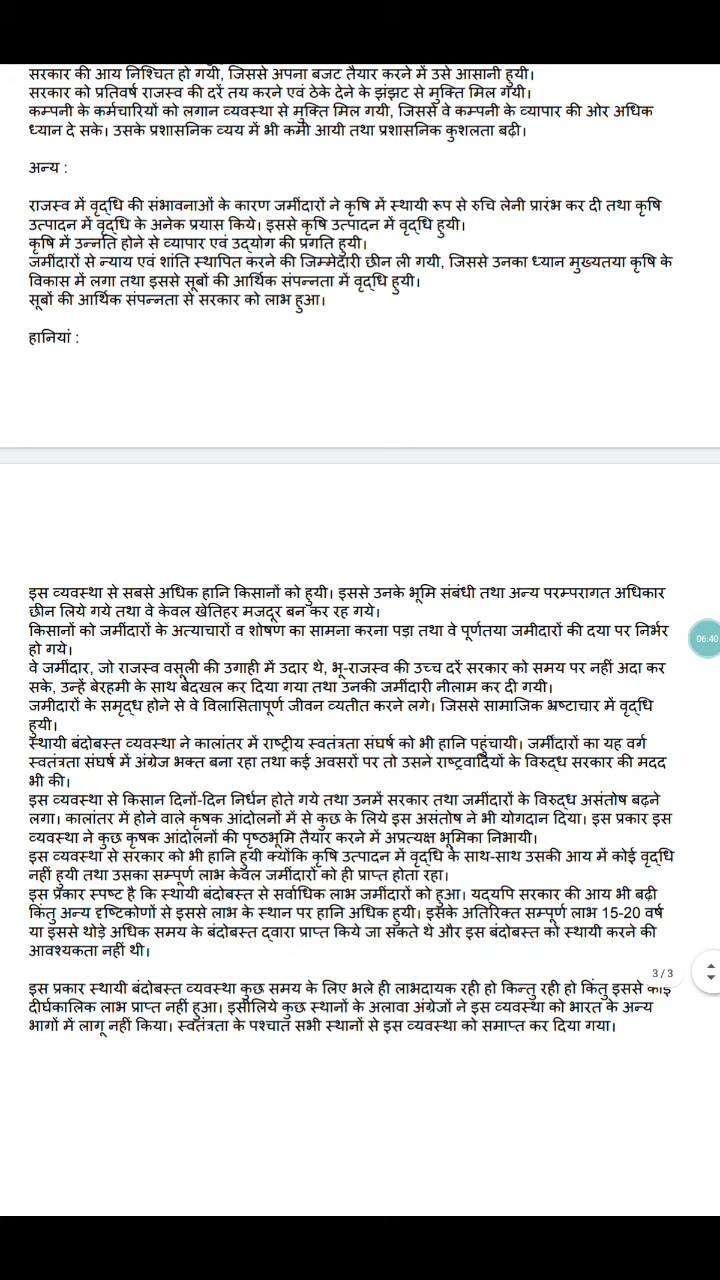 सरकार की आय निश्चित हो गयी, जिससे अपना बजट तैयार करने में उसे आसानी हुयी।
सरकार को प्रतिवर्ष राजस्व की दरें तय करने एवं ठेके देने के झंझट से मुक्ति मिल गयी।
कम्पनी के कर्मचारियों को लगान व्यवस्था से मुक्ति मिल गयी, जिससे वे कम्पनी के व्यापार की ओर अधिक
ध्यान दे सके। उसके प्रशासनिक व्यय में भी कमी आयी तथा प्रशासनिक कुशलता बढ़ी।
अन्य :
राजस्व में वृद्धि की संभावनाओं के कारण जमींदारों ने कृषि में स्थायी रूप से रुचि लेनी प्रारंभ कर दी तथा कृषि
उत्पादन में वृद्धि के अनेक प्रयास किये। इससे कृषि उत्पादन में वृद्धि हुयी।
कृषि में उन्नति होने से व्यापार एवं उद्योग की प्रगति हुयी।
जमींदारों से न्याय एवं शांति स्थापित करने की जिम्मेदारी छीन ली गयी, जिससे उनका ध्यान मुख्यतया कृषि के
विकास में लगा तथा इससे सूबों की आर्थिक संपन्नता में वृद्धि हुयी।
सूबों की आर्थिक संपन्नता से सरकार को लाभ हुआ।
हानियां :
इस व्यवस्था से सबसे अधिक हानि किसानों को हुयी। इससे उनके भूमि संबंधी तथा अन्य परम्परागत अधिकार
छीन लिये गये तथा वे केवल खेतिहर मजदूर बन कर रह गये।
किसानों को जमींदारों के अत्याचारों व शोषण का सामना करना पड़ा तथा वे पूर्णतया जमीदारों की दया पर निर्भर
हो गये।
06:40
वे जमींदार, जो राजस्व वसूली की उगाही में उदार थे, भू-राजस्व की उच्च दरें सरकार को समय पर नहीं अदा कर
सके, उन्हें बेरहमी के साथ बेदखल कर दिया गया तथा उनकी जमींदारी नीलाम कर दी गयी।
जमीदारों के समृद्ध होने से वे विलासितापूर्ण जीवन व्यतीत करने लगे। जिससे सामाजिक भ्रष्टाचार में वृद्धि
हुयी।
स्थायी बंदोबस्त व्यवस्था ने कालांतर में राष्ट्रीय स्वतंत्रता संघर्ष को भी हानि पहुंचायी। जमींदारों का यह वर्ग
स्वतंत्रता संघर्ष में अंग्रेज भक्त बना रहा तथा कई अवसरों पर तो उसने राष्ट्रवादियों के विरुद्ध सरकार की मदद
भी की।
इस व्यवस्था से किसान दिनों-दिन निर्धन होते गये तथा उनमें सरकार तथा जमींदारों के विरुद्ध असंतोष बढ़ने
लगा। कालांतर में होने वाले कृषक आंदोलनों में से कुछ के लिये इस असंतोष ने भी योगदान दिया। इस प्रकार इस
व्यवस्था ने कुछ कृषक आंदोलनों की पृष्ठभूमि तैयार करने में अप्रत्यक्ष भूमिका निभायी।
इस व्यवस्था से सरकार को भी हानि हुयी क्योंकि कृषि उत्पादन में वृद्धि के साथ-साथ उसकी आय में कोई वृद्धि
नहीं हुयी तथा उसका सम्पूर्ण लाभ केवल जमींदारों को ही प्राप्त होता रहा।
इस प्रकार स्पष्ट है कि स्थायी बंदोबस्त से सर्वाधिक लाभ जमींदारों को हुआ। यद्यपि सरकार की आय भी बढ़ी
किंतु अन्य दृष्टिकोणों से इससे लाभ के स्थान पर हानि अधिक हुयी। इसके अतिरिक्त सम्पूर्ण लाभ 15-20 वर्ष
या इससे थोड़े अधिक समय के बंदोबस्त द्वारा प्राप्त किये जा सकते थे और इस बंदोबस्त को स्थायी करने की
आवश्यकता नहीं थी।
3/3
इस प्रकार स्थायी बंदोबस्त व्यवस्था कुछ समय के लिए भले ही लाभदायक रही हो किन्तु रही हो किंतु इससे कोई
दीर्घकालिक लाभ प्राप्त नहीं हुआ। इसीलिये कुछ स्थानों के अलावा अंग्रेजों ने इस व्यवस्था को भारत के अन्य
भागों में लागू नहीं किया। स्वतंत्रता के पश्चात सभी स्थानों से इस व्यवस्था को समाप्त कर दिया गया।